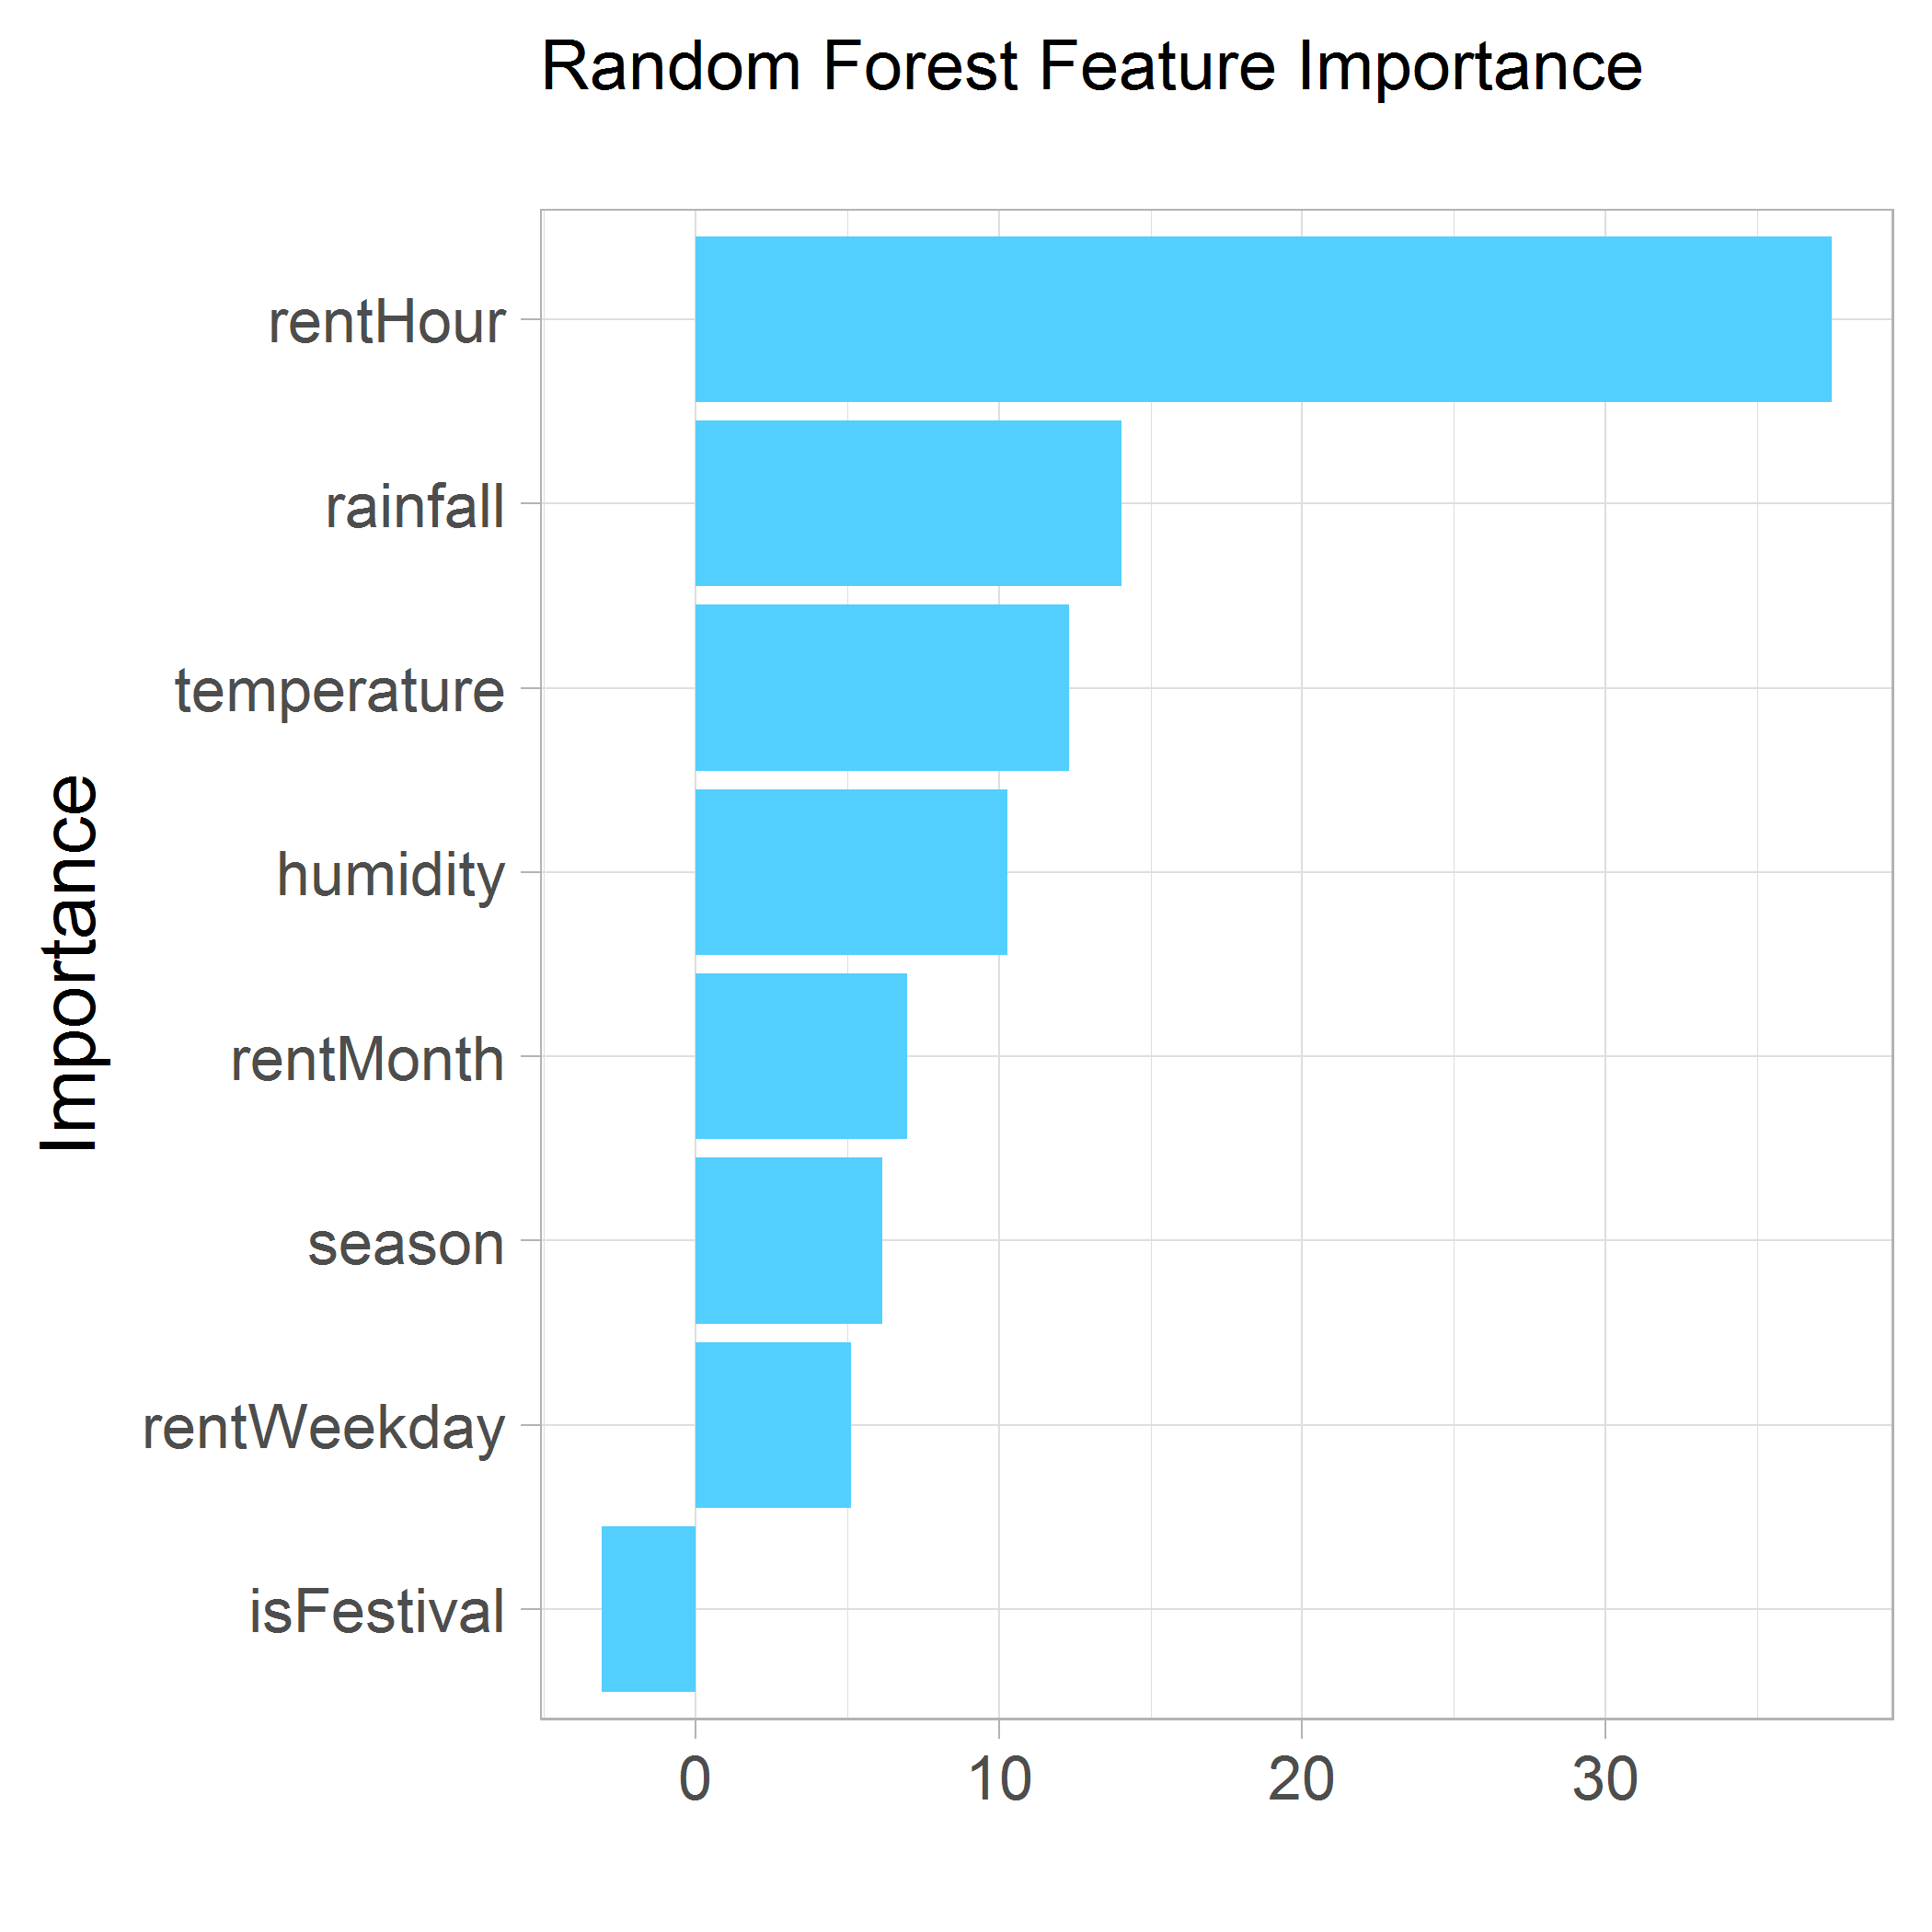 Random Forest Feature Importance
Importance
rentHour
rainfall
temperature
humidity
rentMonth
season
rentWeekday
isFestival
0 10 20 30